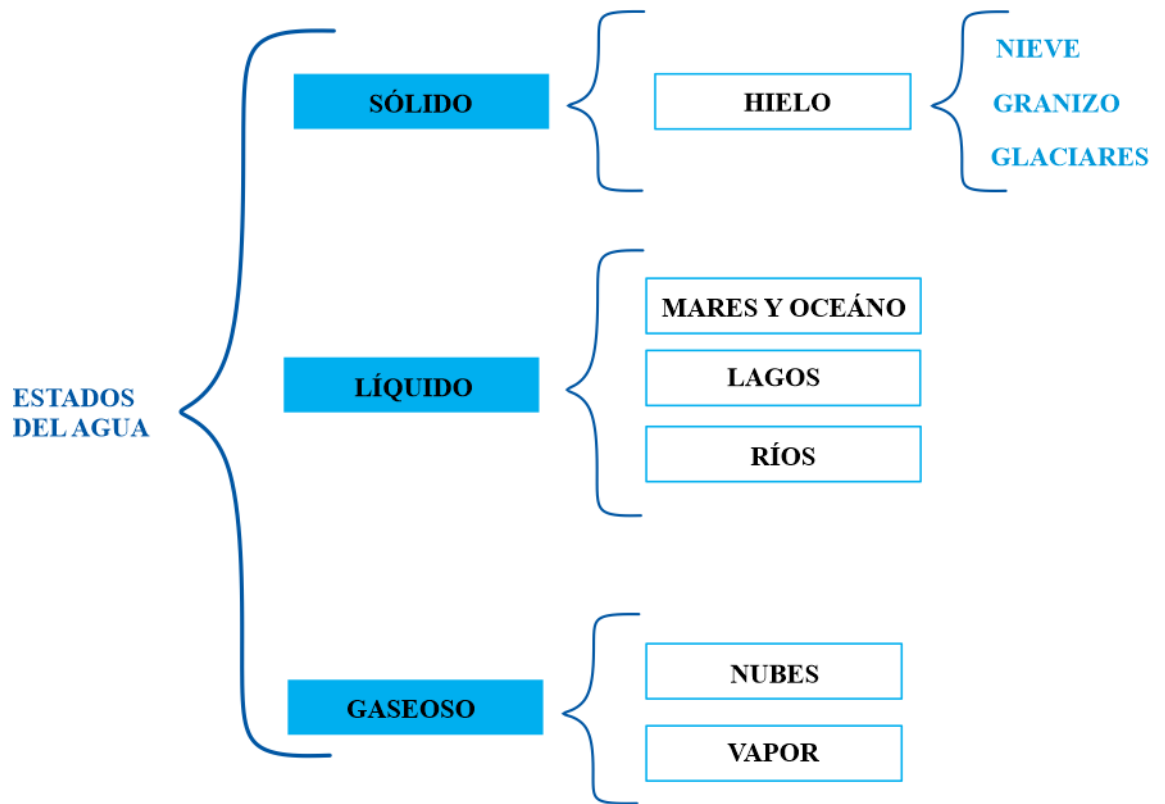 ESTADOS
DEL AGUA
SÓLIDO
HIELO
NIEVE
GRANIZO
GLACIARES
LÍQUIDO
MARES Y OCEÁNO
LAGOS
RÍOS
GASEOSO
NUBES
VAPOR